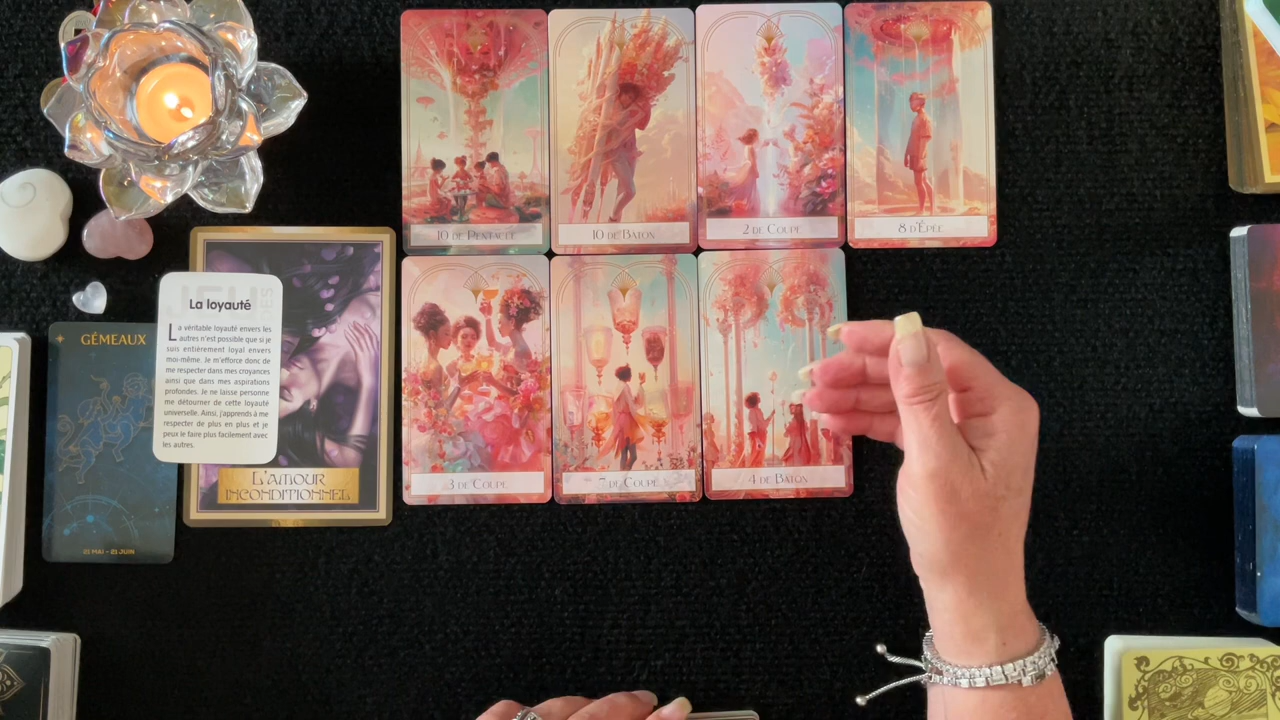 10 DE PENTACLE
10 DE BATON
2 DE COUPE
8 D'ÉPÉE
3 DE COUPE
7 DE COUPE
4 DE BATON
GÉMEAUX
21 MAI - 21 JUIN
La loyauté
La véritable loyauté envers les
autres n'est possible que si je
suis entièrement loyal envers
moi-même. Je m'efforce donc de
me respecter dans mes croyances
ainsi que dans mes aspirations
profondes. Je ne laisse personne
me détourner de cette loyauté
universelle. Ainsi, j'apprends à me
respecter de plus en plus et je
peux le faire plus facilement avec
les autres.
L'AMOUR
INCONDITIONNEL